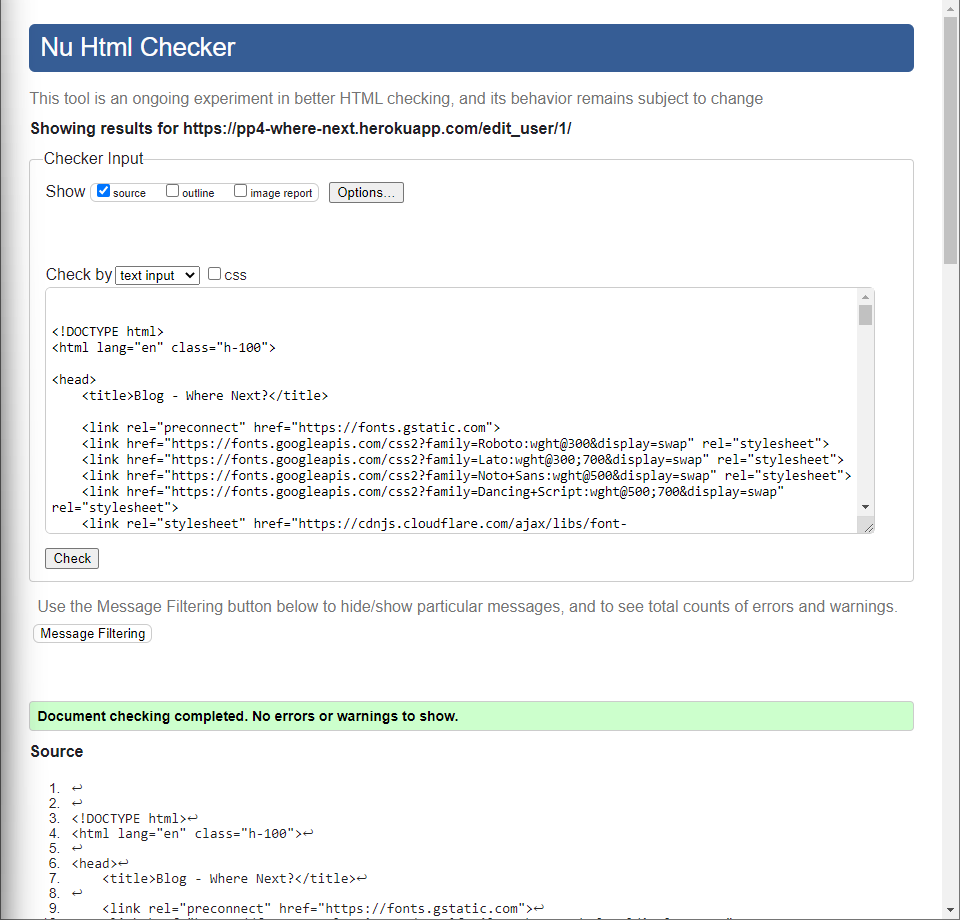 Nu Html Checker
This tool is an ongoing experiment in better HTML checking, and its behavior remains subject to change
Showing results for https://pp4-where-next.herokuapp.com/edit_user/1/
Checker Input
Show source outline image report Options...
Check by text input css
<!DOCTYPE html>
<html lang="en" class="h-100">
<head>
<title>Blog - Where Next?</title>
<link rel="preconnect" href="https://fonts.gstatic.com">
<link href="https://fonts.googleapis.com/css2?family=Roboto:wght@300&display=swap" rel="stylesheet">
<link href="https://fonts.googleapis.com/css2?family=Lato:wght@300;700&display=swap" rel="stylesheet">
<link href="https://fonts.googleapis.com/css2?family=Noto+Sans:wght@500&display=swap" rel="stylesheet">
<link href="https://fonts.googleapis.com/css2?family=Dancing+Script:wght@500;700&display=swap"
rel="stylesheet">
<link rel="stylesheet" href="https://cdnjs.cloudflare.com/ajax/libs/font-
Check
Use the Message Filtering button below to hide/show particular messages, and to see total counts of errors and warnings.
Message Filtering
Document checking completed. No errors or warnings to show.
Source
1. ↩
2. ↩
3. <!DOCTYPE html>↩
4. <html lang="en" class="h-100">↩
5. ↩
6. <head>↩
7. <title>Blog - Where Next?</title>↩
8. ↩
9. <link rel="preconnect" href="https://fonts.gstatic.com">↩